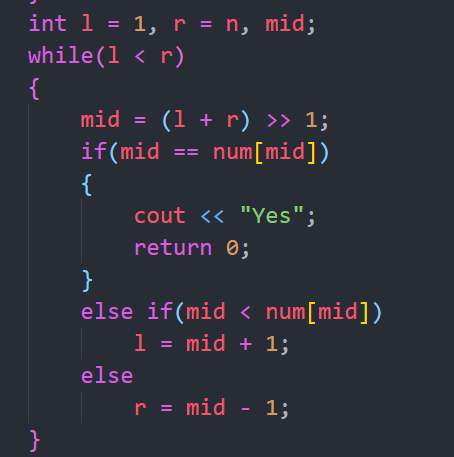 }
int l = 1, r = n, mid;
while(l < r)
{
    mid = (l + r) >> 1;
    if(mid == num[mid])
    {
        cout << "Yes";
        return 0;
    }
    else if(mid < num[mid])
        l = mid + 1;
    else
        r = mid - 1;
}